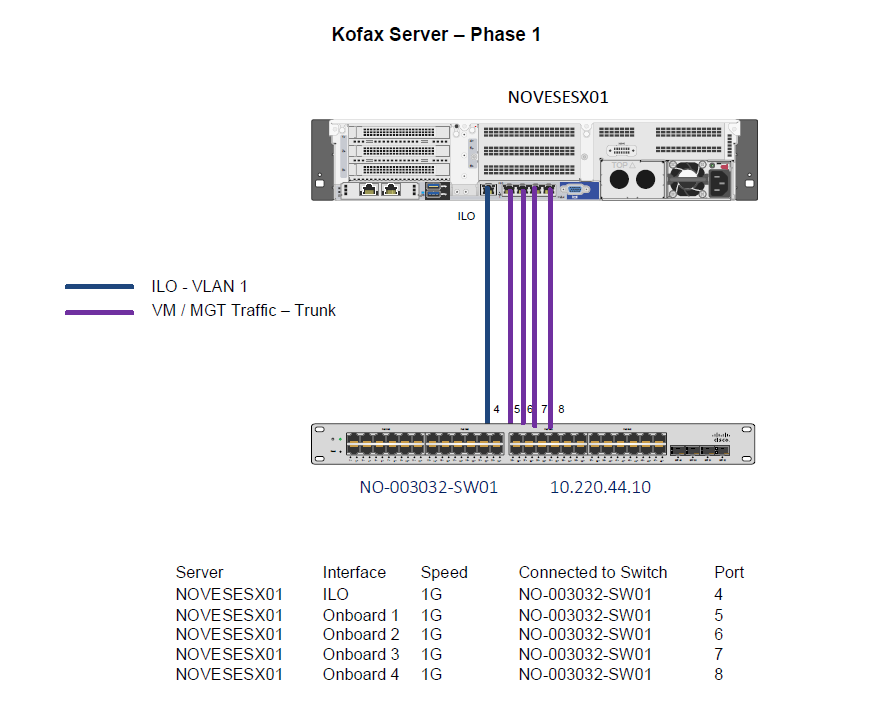 Kofax Server – Phase 1
NOVESESX01
TOP
ILO
ILO - VLAN 1
VM / MGT Traffic – Trunk
4 5 6 7 8
cisco
NO-003032-SW01 10.220.44.10
Server Interface Speed Connected to Switch Port
NOVESESX01 ILO 1G NO-003032-SW01 4
NOVESESX01 Onboard 1 1G NO-003032-SW01 5
NOVESESX01 Onboard 2 1G NO-003032-SW01 6
NOVESESX01 Onboard 3 1G NO-003032-SW01 7
NOVESESX01 Onboard 4 1G NO-003032-SW01 8